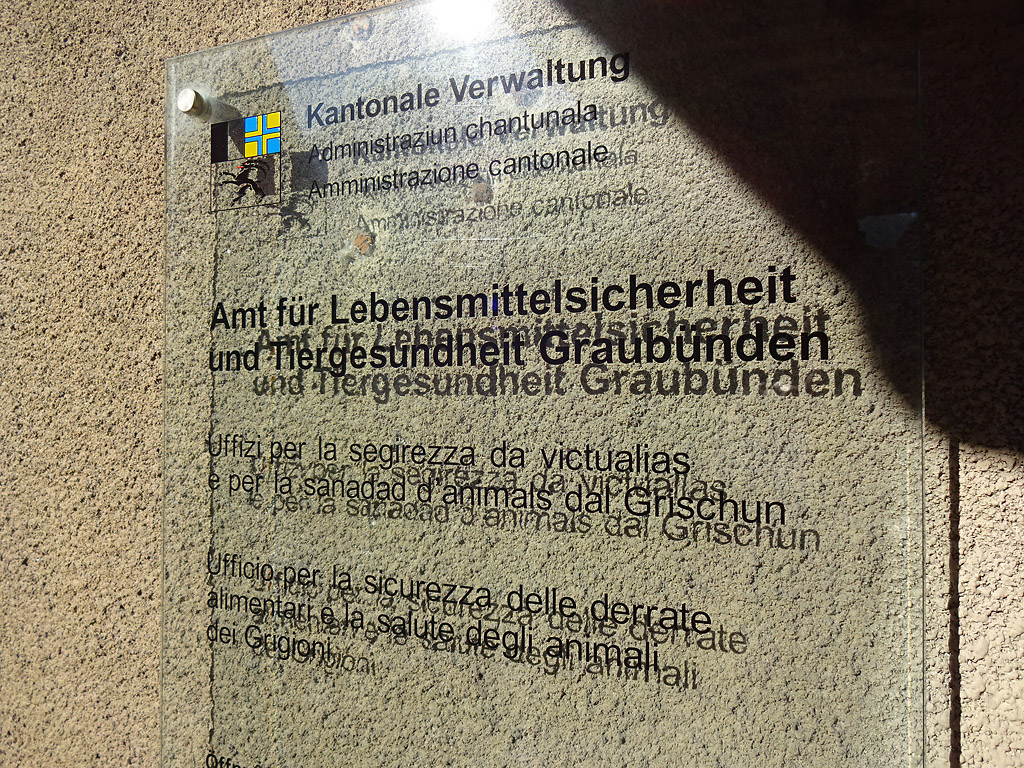 Kantonale Verwaltung
Administraziun chantunala
Amministrazione cantonale
Amt für Lebensmittelsicherheit
und Tiergesundheit Graubünden
Uffizi per la segirezza da victualias
e per la sanadad d'animals dal Grischun
Ufficio per la sicurezza delle derrate
alimentari e la salute degli animali
dei Grigioni